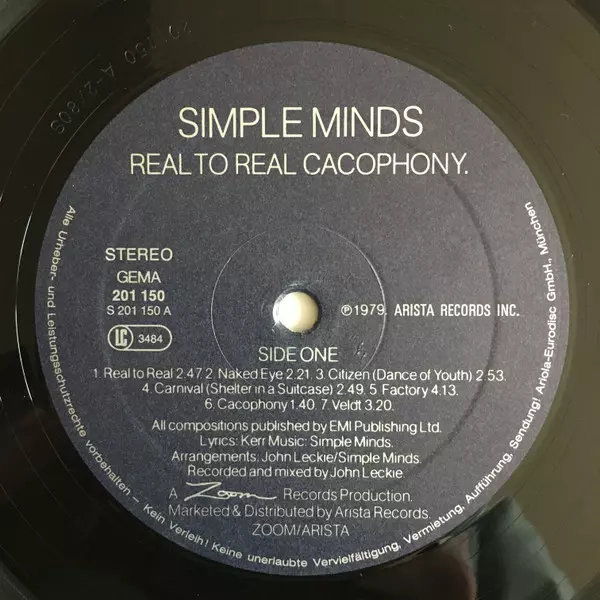 SIMPLE MINDS
REAL TO REAL CACOPHONY.
STEREO
GEMA
201 150
S 201 150 A
LC 3484
℗1979. ARISTA RECORDS INC.
SIDE ONE
1. Real to Real 2.47. 2. Naked Eye 2.21. 3. Citizen (Dance of Youth) 2.53.
4. Carnival (Shelter in a Suitcase) 2.49. 5. Factory 4.13.
6. Cacophony 1.40. 7. Veldt 3.20.
All compositions published by EMI Publishing Ltd.
Lyrics: Kerr Music: Simple Minds.
Arrangements: John Leckie/Simple Minds.
Recorded and mixed by John Leckie.
A Zoom Records Production.
Marketed & Distributed by Arista Records.
ZOOM/ARISTA
Alle Urheber- und Leistungsschutzrechte vorbehalten – Kein Verleih! Keine unerlaubte Vervielfältigung, Vermietung, Aufführung, Sendung! Ariola-Eurodisc GmbH., München